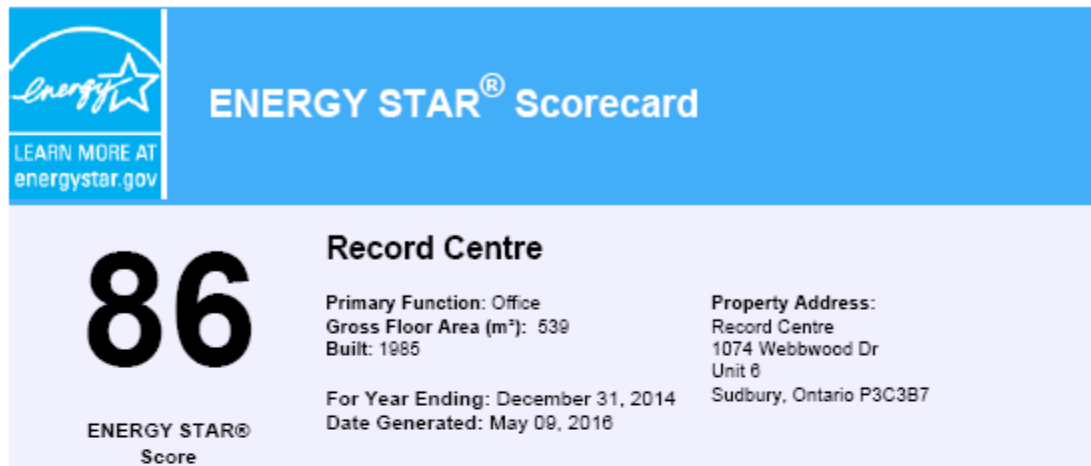 energy
LEARN MORE AT
energystar.gov
ENERGY STAR® Scorecard
86
ENERGY STAR®
Score
Record Centre
Primary Function: Office
Gross Floor Area (m²): 539
Built: 1985
For Year Ending: December 31, 2014
Date Generated: May 09, 2016
Property Address:
Record Centre
1074 Webbwood Dr
Unit 6
Sudbury, Ontario P3C3B7